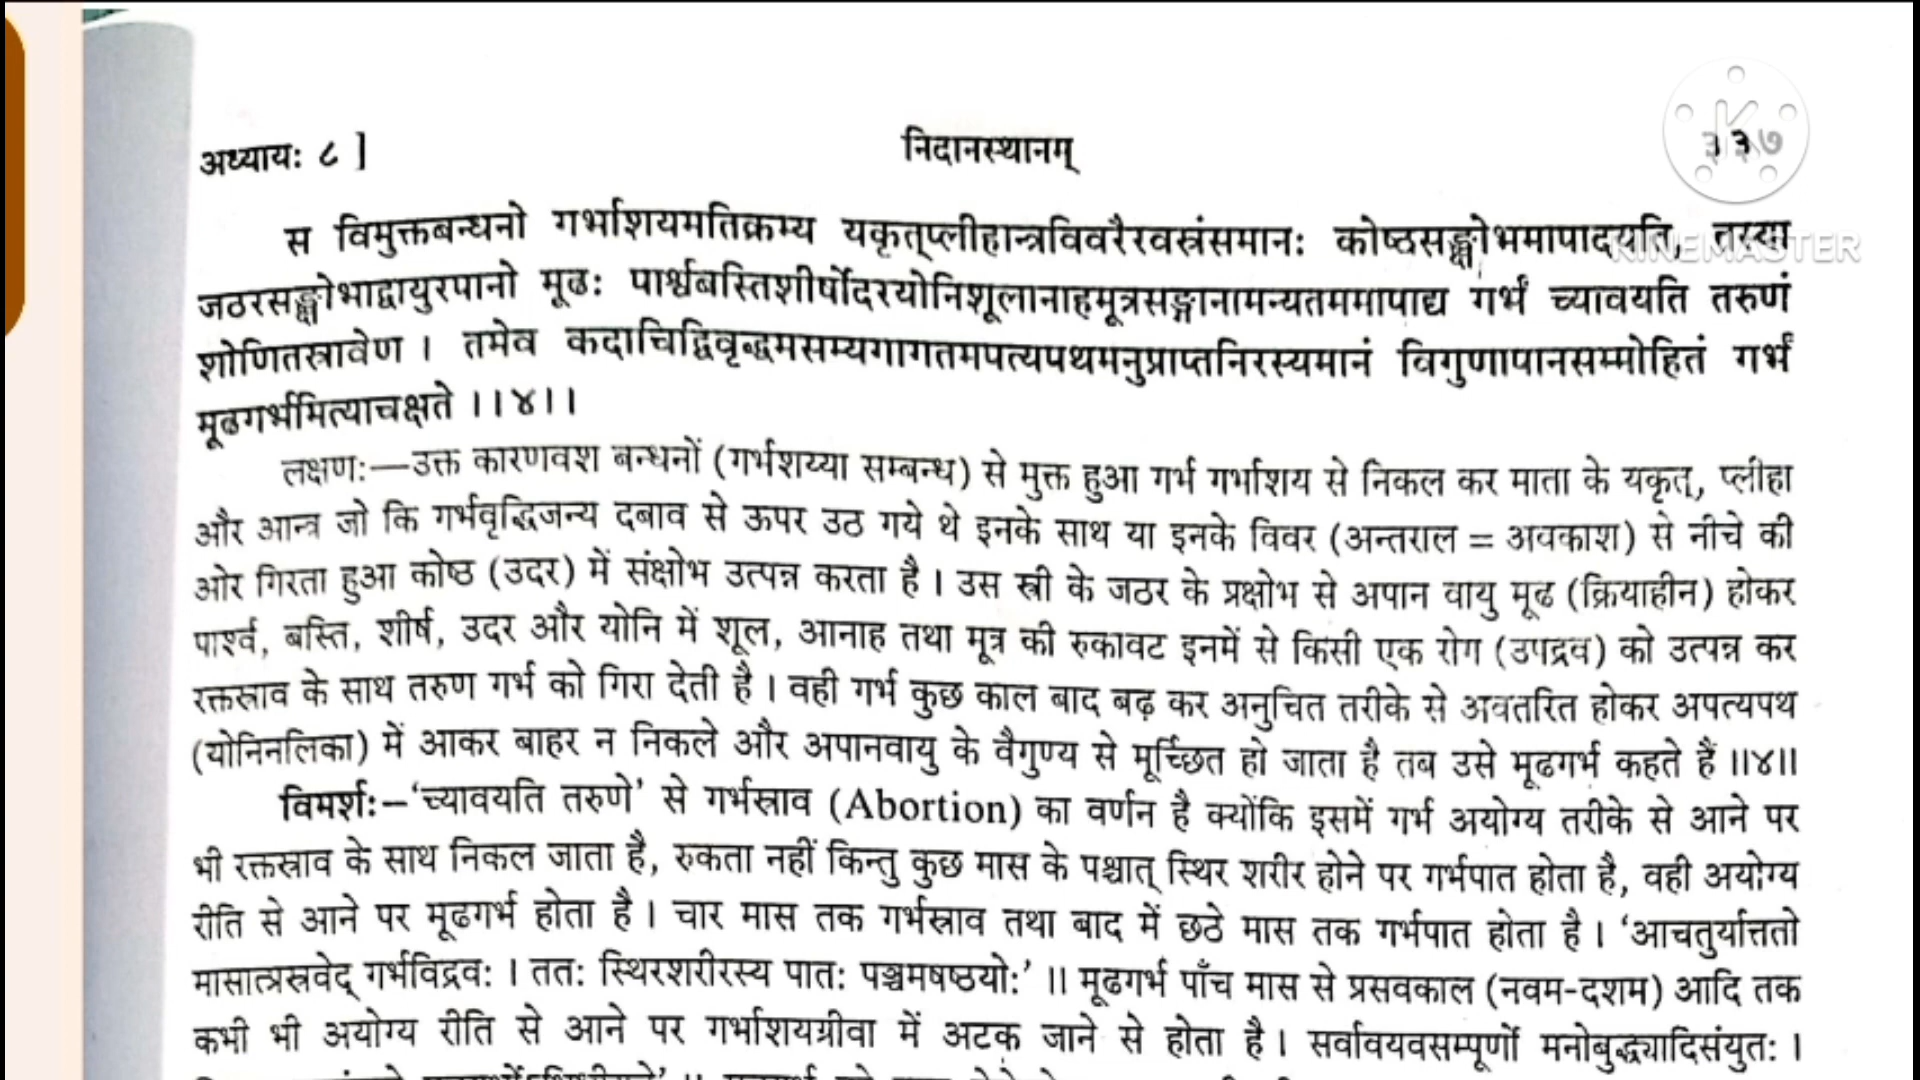 अध्यायः ८ ]
निदानस्थानम्
३३७
स विमुक्तबन्धनो गर्भाशयमतिक्रम्य यकृत्प्लीहान्त्रविवरैरवस्रंसमानः कोष्ठसङ्क्षोभमापादयति, तस्या
KINEMASTER
जठरसङ्क्षोभाद्वायुरपानो मूढः पार्श्वबस्तिशीर्षोदरयोनिशूलानाहमूत्रसङ्गानामन्यतममापाद्य गर्भं च्यावयति तरुणं
शोणितस्रावेण । तमेव कदाचिद्विवृद्धमसम्यगागतमपत्यपथमनुप्राप्तनिरस्यमानं विगुणापानसम्मोहितं गर्भं
मूढगर्भमित्याचक्षते ।।४।।
लक्षणः—उक्त कारणवश बन्धनों (गर्भशय्या सम्बन्ध) से मुक्त हुआ गर्भ गर्भाशय से निकल कर माता के यकृत्, प्लीहा
और आन्त्र जो कि गर्भवृद्धिजन्य दबाव से ऊपर उठ गये थे इनके साथ या इनके विवर (अन्तराल = अवकाश) से नीचे की
ओर गिरता हुआ कोष्ठ (उदर) में संक्षोभ उत्पन्न करता है । उस स्त्री के जठर के प्रक्षोभ से अपान वायु मूढ (क्रियाहीन) होकर
पार्श्व, बस्ति, शीर्ष, उदर और योनि में शूल, आनाह तथा मूत्र की रुकावट इनमें से किसी एक रोग (उपद्रव) को उत्पन्न कर
रक्तस्राव के साथ तरुण गर्भ को गिरा देती है । वही गर्भ कुछ काल बाद बढ़ कर अनुचित तरीके से अवतरित होकर अपत्यपथ
(योनिनलिका) में आकर बाहर न निकले और अपानवायु के वैगुण्य से मूर्च्छित हो जाता है तब उसे मूढगर्भ कहते हैं ॥४॥
विमर्शः–‘च्यावयति तरुणे’ से गर्भस्राव (Abortion) का वर्णन है क्योंकि इसमें गर्भ अयोग्य तरीके से आने पर
भी रक्तस्राव के साथ निकल जाता है, रुकता नहीं किन्तु कुछ मास के पश्चात् स्थिर शरीर होने पर गर्भपात होता है, वही अयोग्य
रीति से आने पर मूढगर्भ होता है । चार मास तक गर्भस्राव तथा बाद में छठे मास तक गर्भपात होता है । ‘आचतुर्यात्ततो
मासात्प्रस्रवेद् गर्भविद्रवः । ततः स्थिरशरीरस्य पातः पञ्चमषष्ठयोः’ ॥ मूढगर्भ पाँच मास से प्रसवकाल (नवम-दशम) आदि तक
कभी भी अयोग्य रीति से आने पर गर्भाशयग्रीवा में अटक जाने से होता है । सर्वावयवसम्पूर्णो मनोबुद्ध्यादिसंयुतः ।